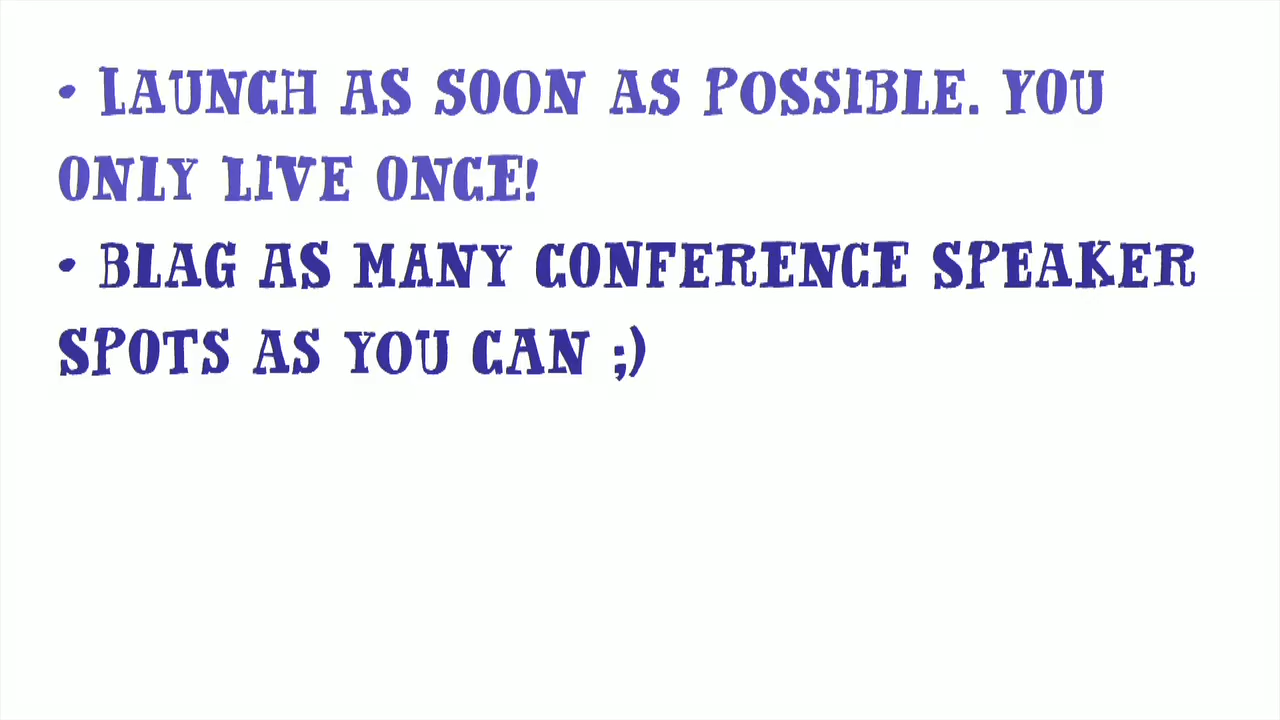 • LAUNCH AS SOON AS POSSIBLE. YOU
ONLY LIVE ONCE!
• BLAG AS MANY CONFERENCE SPEAKER
SPOTS AS YOU CAN ;)